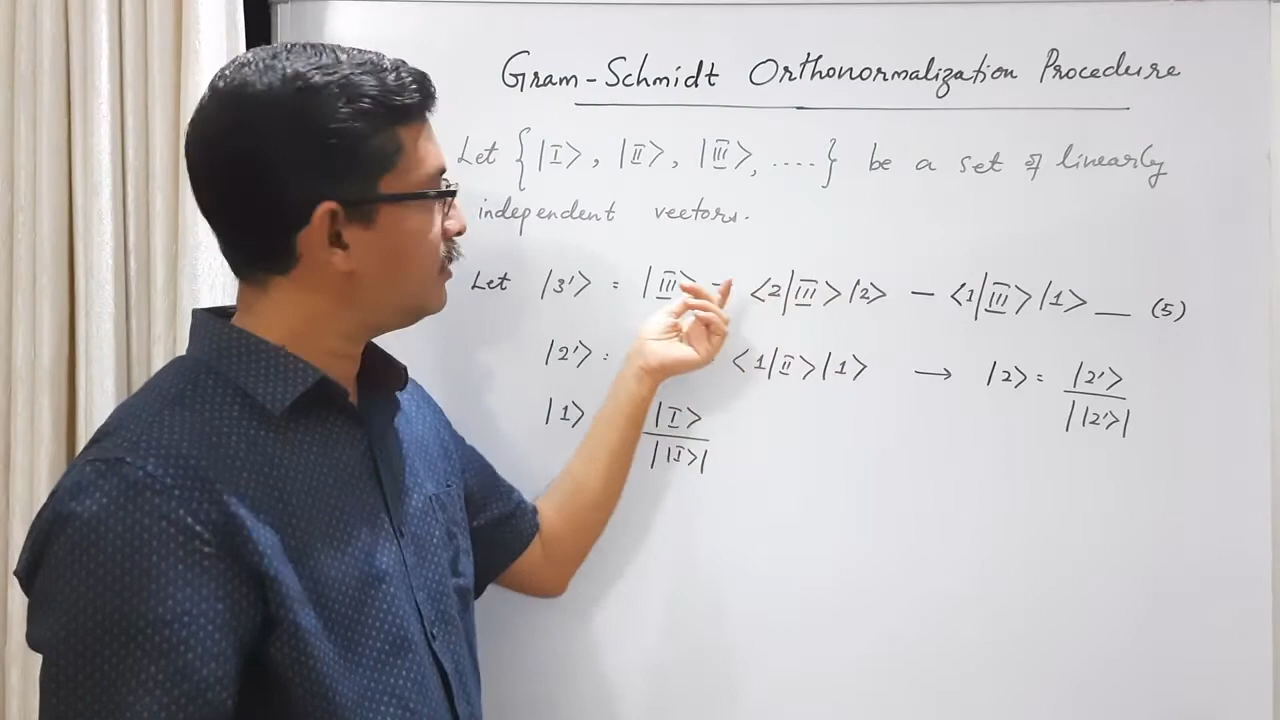 Gram-Schmidt Orthonormalization Procedure
Let {|I>, |II>, |III>, ....} be a set of linearly
independent vectors.
Let |3'> = |III> - <2|III>|2> - <1|III>|1> — (5)
|2'> = <1|II>|1> → |2> = |2'> / ||2'>|
|1> |I> / ||I>|